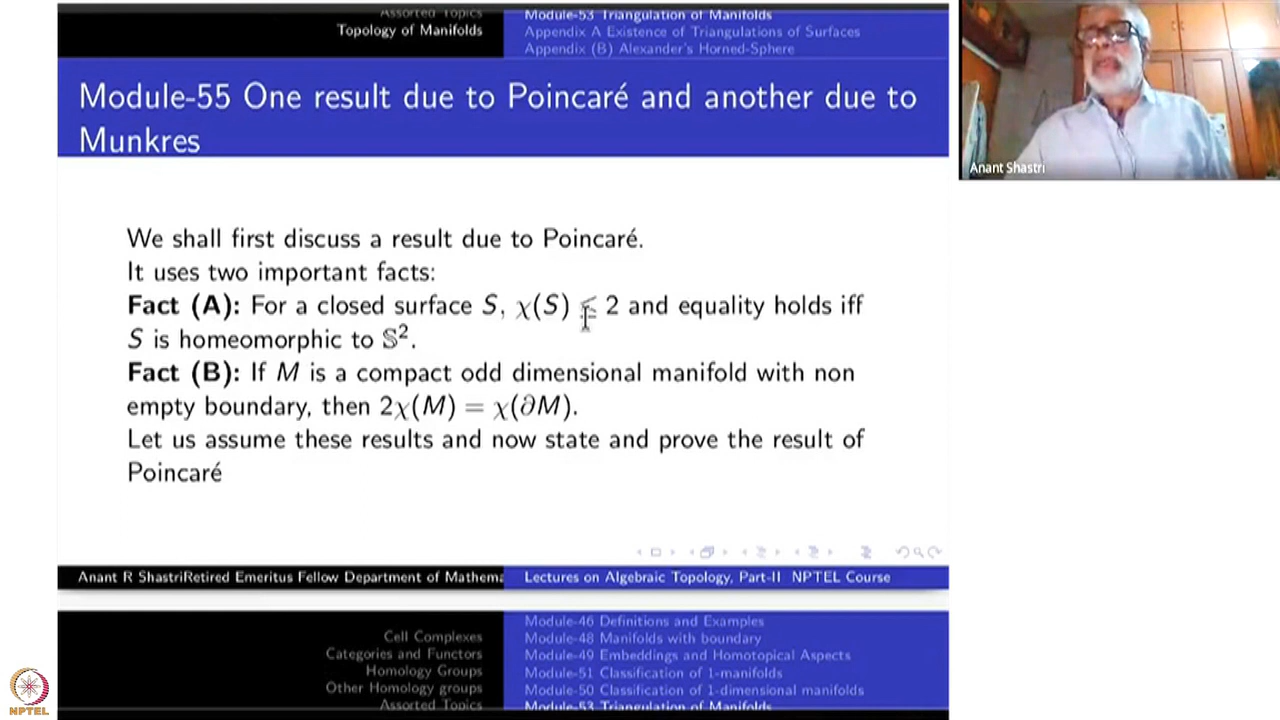 Assorted Topics
Topology of Manifolds
Module-53 Triangulation of Manifolds
Appendix A Existence of Triangulations of Surfaces
Appendix (B) Alexander's Horned-Sphere
Module-55 One result due to Poincaré and another due to
Munkres
Anant Shastri
We shall first discuss a result due to Poincaré.
It uses two important facts:
Fact (A): For a closed surface S, χ(S) ≤ 2 and equality holds iff
S is homeomorphic to 𝕊².
Fact (B): If M is a compact odd dimensional manifold with non
empty boundary, then 2χ(M) = χ(∂M).
Let us assume these results and now state and prove the result of
Poincaré
Anant R ShastriRetired Emeritus Fellow Department of Mathema
Lectures on Algebraic Topology, Part-II NPTEL Course
Cell Complexes
Categories and Functors
Homology Groups
Other Homology groups
Assorted Topics
Module-46 Definitions and Examples
Module-48 Manifolds with boundary
Module-49 Embeddings and Homotopical Aspects
Module-51 Classification of 1-manifolds
Module-50 Classification of 1-dimensional manifolds
Module-53 Triangulation of Manifolds
NPTEL